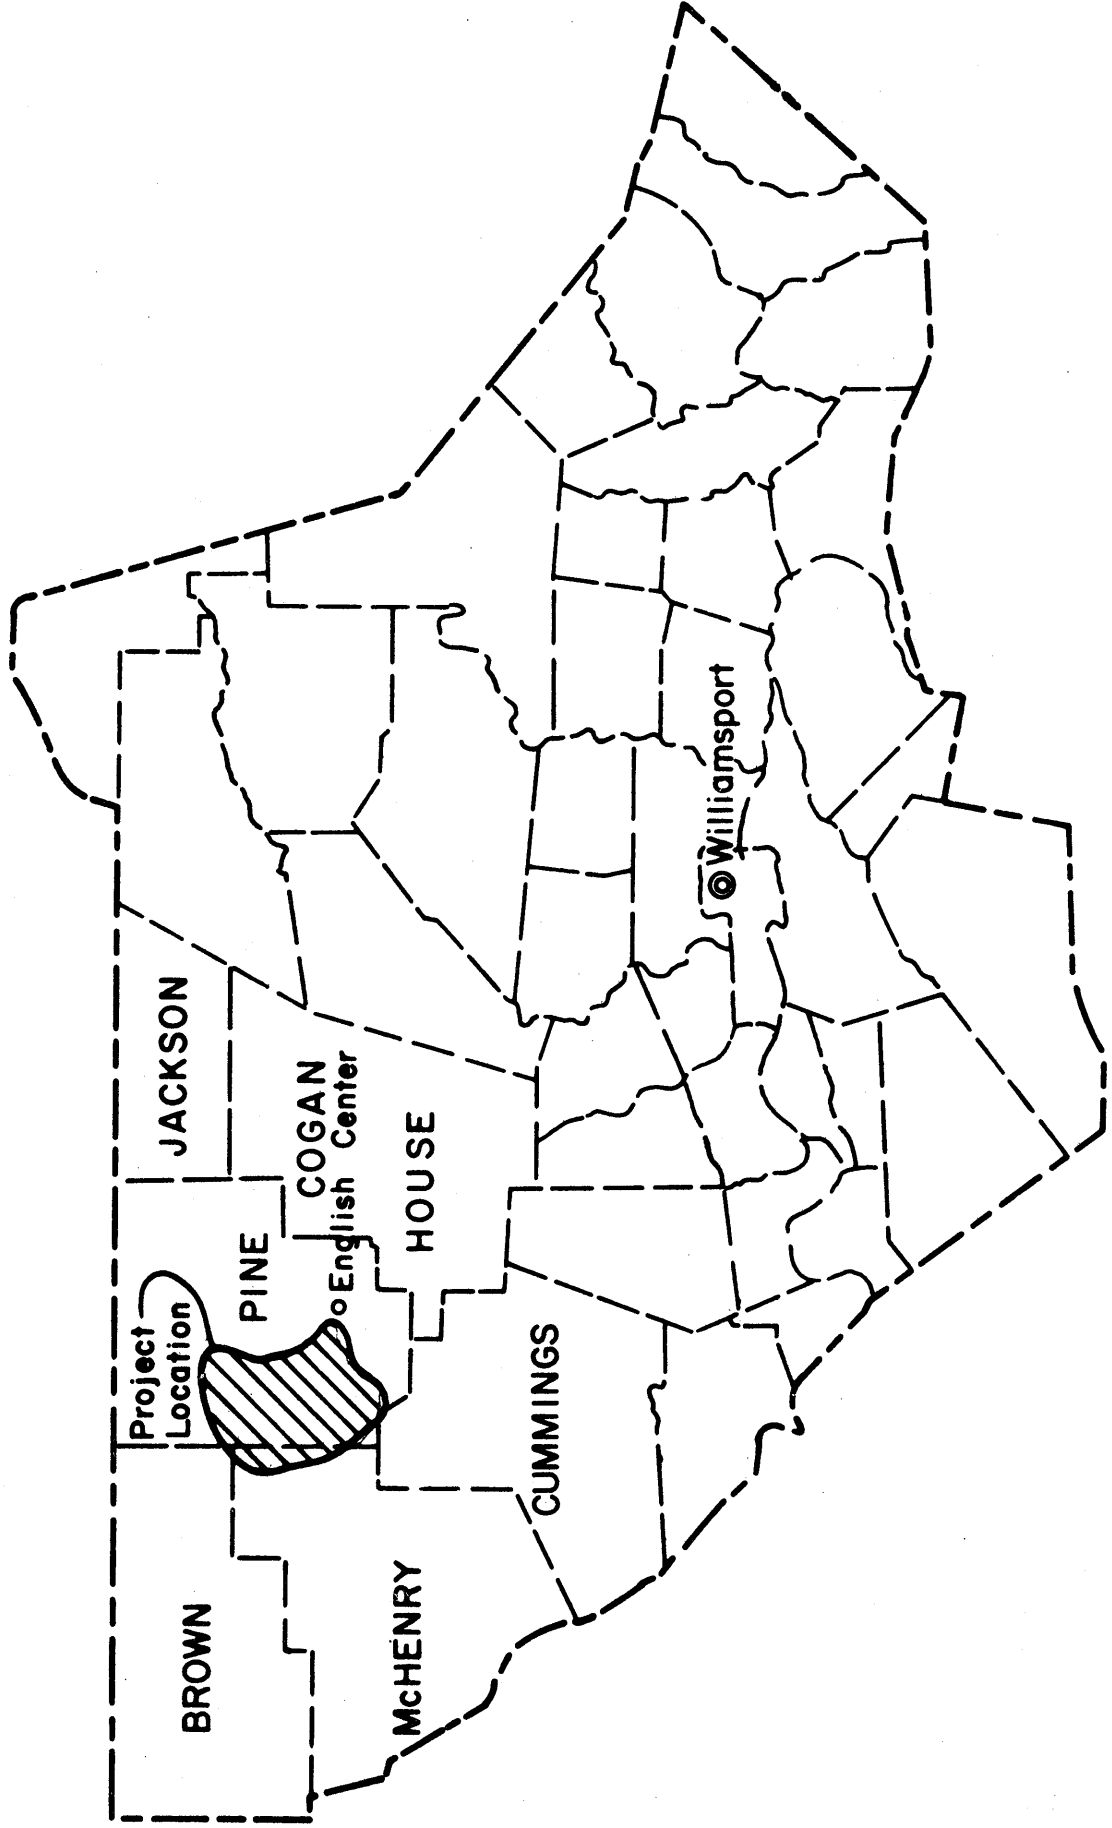 Project
Location
JACKSON
PINE
COGAN
English Center
HOUSE
BROWN
McHENRY
CUMMINGS
Williamsport